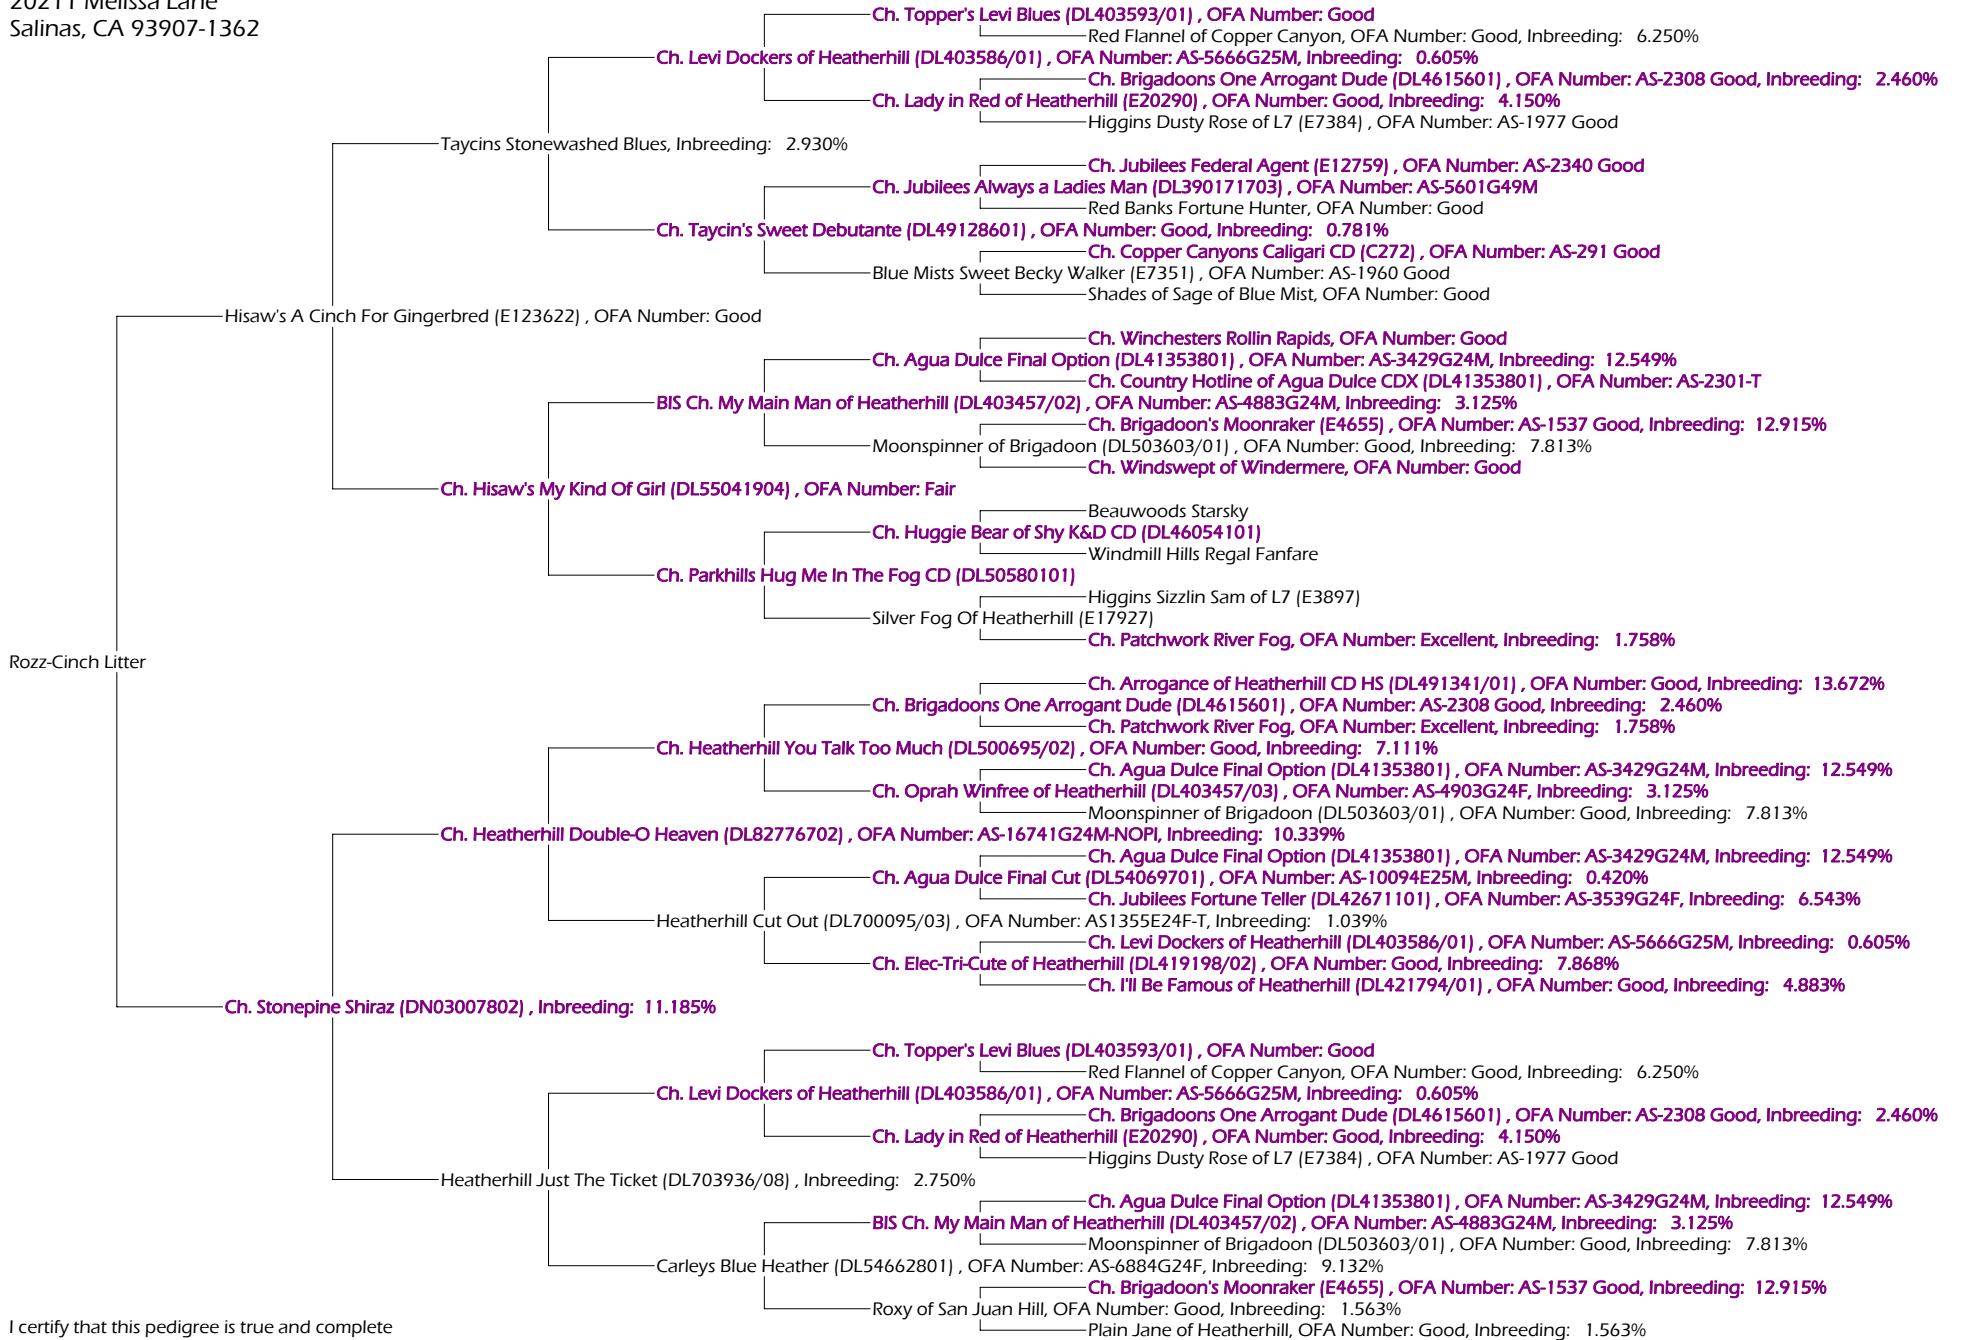 20211 Melissa Lane
Salinas, CA 93907-1362
Ch. Topper's Levi Blues (DL403593/01) , OFA Number: Good
Red Flannel of Copper Canyon, OFA Number: Good, Inbreeding: 6.250%
Ch. Levi Dockers of Heatherhill (DL403586/01) , OFA Number: AS-5666G25M, Inbreeding: 0.605%
Ch. Brigadoons One Arrogant Dude (DL4615601) , OFA Number: AS-2308 Good, Inbreeding: 2.460%
Ch. Lady in Red of Heatherhill (E20290) , OFA Number: Good, Inbreeding: 4.150%
Higgins Dusty Rose of L7 (E7384) , OFA Number: AS-1977 Good
Taycins Stonewashed Blues, Inbreeding: 2.930%
Ch. Jubilees Federal Agent (E12759) , OFA Number: AS-2340 Good
Ch. Jubilees Always a Ladies Man (DL390171703) , OFA Number: AS-5601G49M
Red Banks Fortune Hunter, OFA Number: Good
Ch. Taycin's Sweet Debutante (DL49128601) , OFA Number: Good, Inbreeding: 0.781%
Ch. Copper Canyons Caligari CD (C272) , OFA Number: AS-291 Good
Blue Mists Sweet Becky Walker (E7351) , OFA Number: AS-1960 Good
Shades of Sage of Blue Mist, OFA Number: Good
Hisaw's A Cinch For Gingerbred (E123622) , OFA Number: Good
Ch. Winchesters Rollin Rapids, OFA Number: Good
Ch. Agua Dulce Final Option (DL41353801) , OFA Number: AS-3429G24M, Inbreeding: 12.549%
Ch. Country Hotline of Agua Dulce CDX (DL41353801) , OFA Number: AS-2301-T
BIS Ch. My Main Man of Heatherhill (DL403457/02) , OFA Number: AS-4883G24M, Inbreeding: 3.125%
Ch. Brigadoon's Moonraker (E4655) , OFA Number: AS-1537 Good, Inbreeding: 12.915%
Moonspinner of Brigadoon (DL503603/01) , OFA Number: Good, Inbreeding: 7.813%
Ch. Windswept of Windermere, OFA Number: Good
Ch. Hisaw's My Kind Of Girl (DL55041904) , OFA Number: Fair
Beauwoods Starsky
Ch. Huggie Bear of Shy K&D CD (DL46054101)
Windmill Hills Regal Fanfare
Ch. Parkhills Hug Me In The Fog CD (DL50580101)
Higgins Sizzlin Sam of L7 (E3897)
Silver Fog Of Heatherhill (E17927)
Ch. Patchwork River Fog, OFA Number: Excellent, Inbreeding: 1.758%
Rozz-Cinch Litter
Ch. Arrogance of Heatherhill CD HS (DL491341/01) , OFA Number: Good, Inbreeding: 13.672%
Ch. Brigadoons One Arrogant Dude (DL4615601) , OFA Number: AS-2308 Good, Inbreeding: 2.460%
Ch. Patchwork River Fog, OFA Number: Excellent, Inbreeding: 1.758%
Ch. Heatherhill You Talk Too Much (DL500695/02) , OFA Number: Good, Inbreeding: 7.111%
Ch. Agua Dulce Final Option (DL41353801) , OFA Number: AS-3429G24M, Inbreeding: 12.549%
Ch. Oprah Winfree of Heatherhill (DL403457/03) , OFA Number: AS-4903G24F, Inbreeding: 3.125%
Moonspinner of Brigadoon (DL503603/01) , OFA Number: Good, Inbreeding: 7.813%
Ch. Heatherhill Double-O Heaven (DL82776702) , OFA Number: AS-16741G24M-NOPI, Inbreeding: 10.339%
Ch. Agua Dulce Final Option (DL41353801) , OFA Number: AS-3429G24M, Inbreeding: 12.549%
Ch. Agua Dulce Final Cut (DL54069701) , OFA Number: AS-10094E25M, Inbreeding: 0.420%
Ch. Jubilees Fortune Teller (DL42671101) , OFA Number: AS-3539G24F, Inbreeding: 6.543%
Heatherhill Cut Out (DL700095/03) , OFA Number: AS1355E24F-T, Inbreeding: 1.039%
Ch. Levi Dockers of Heatherhill (DL403586/01) , OFA Number: AS-5666G25M, Inbreeding: 0.605%
Ch. Elec-Tri-Cute of Heatherhill (DL419198/02) , OFA Number: Good, Inbreeding: 7.868%
Ch. I'll Be Famous of Heatherhill (DL421794/01) , OFA Number: Good, Inbreeding: 4.883%
Ch. Stonepine Shiraz (DN03007802) , Inbreeding: 11.185%
Ch. Topper's Levi Blues (DL403593/01) , OFA Number: Good
Red Flannel of Copper Canyon, OFA Number: Good, Inbreeding: 6.250%
Ch. Levi Dockers of Heatherhill (DL403586/01) , OFA Number: AS-5666G25M, Inbreeding: 0.605%
Ch. Brigadoons One Arrogant Dude (DL4615601) , OFA Number: AS-2308 Good, Inbreeding: 2.460%
Ch. Lady in Red of Heatherhill (E20290) , OFA Number: Good, Inbreeding: 4.150%
Higgins Dusty Rose of L7 (E7384) , OFA Number: AS-1977 Good
Heatherhill Just The Ticket (DL703936/08) , Inbreeding: 2.750%
Ch. Agua Dulce Final Option (DL41353801) , OFA Number: AS-3429G24M, Inbreeding: 12.549%
BIS Ch. My Main Man of Heatherhill (DL403457/02) , OFA Number: AS-4883G24M, Inbreeding: 3.125%
Moonspinner of Brigadoon (DL503603/01) , OFA Number: Good, Inbreeding: 7.813%
Carleys Blue Heather (DL54662801) , OFA Number: AS-6884G24F, Inbreeding: 9.132%
Ch. Brigadoon's Moonraker (E4655) , OFA Number: AS-1537 Good, Inbreeding: 12.915%
Roxy of San Juan Hill, OFA Number: Good, Inbreeding: 1.563%
Plain Jane of Heatherhill, OFA Number: Good, Inbreeding: 1.563%
I certify that this pedigree is true and complete